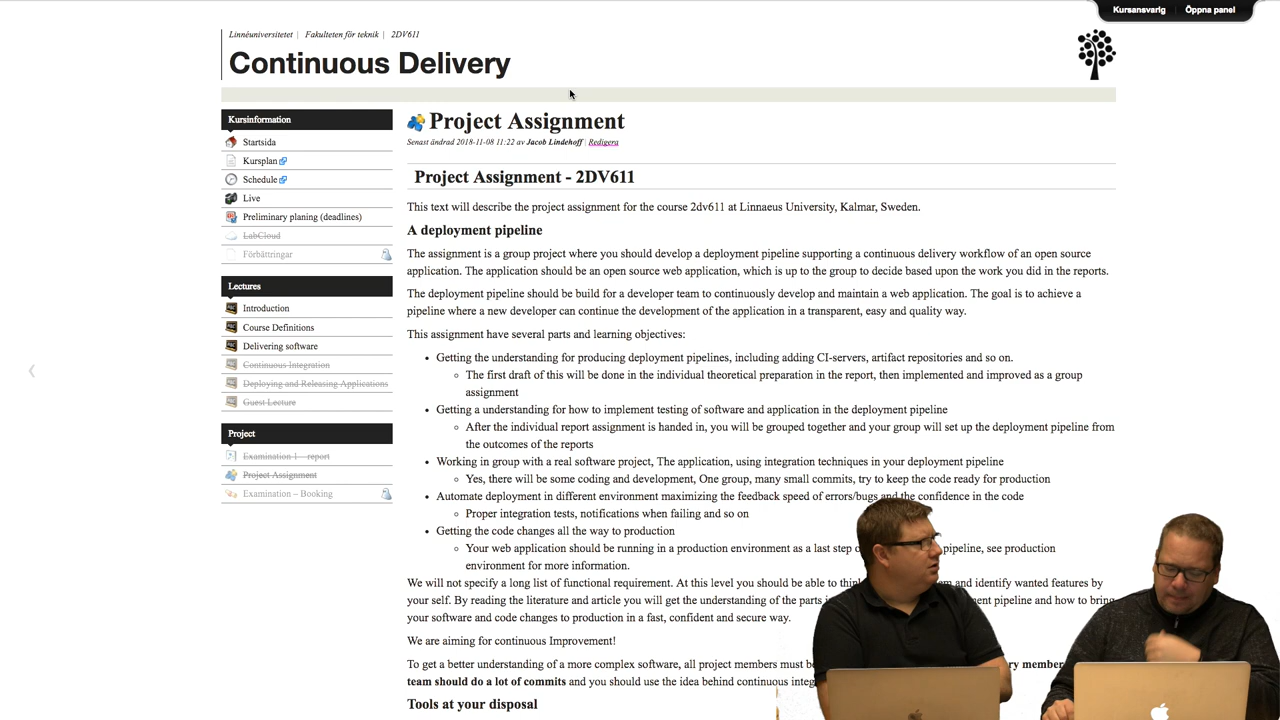 Kursansvarig Öppna panel
Linnéuniversitetet | Fakulteten för teknik | 2DV611
Continuous Delivery
Kursinformation
Startsida
Kursplan
Schedule
Live
Preliminary planing (deadlines)
LabCloud
Förbättringar
Lectures
Introduction
Course Definitions
Delivering software
Continuous Integration
Deploying and Releasing Applications
Guest Lecture
Project
Examination 1 – report
Project Assignment
Examination – Booking
Project Assignment
Senast ändrad 2018-11-08 11:22 av Jacob Lindehoff | Redigera
Project Assignment - 2DV611
This text will describe the project assignment for the course 2dv611 at Linnaeus University, Kalmar, Sweden.
A deployment pipeline
The assignment is a group project where you should develop a deployment pipeline supporting a continuous delivery workflow of an open source
application. The application should be an open source web application, which is up to the group to decide based upon the work you did in the reports.
The deployment pipeline should be build for a developer team to continuously develop and maintain a web application. The goal is to achieve a
pipeline where a new developer can continue the development of the application in a transparent, easy and quality way.
This assignment have several parts and learning objectives:
• Getting the understanding for producing deployment pipelines, including adding CI-servers, artifact repositories and so on.
◦ The first draft of this will be done in the individual theoretical preparation in the report, then implemented and improved as a group
assignment
• Getting a understanding for how to implement testing of software and application in the deployment pipeline
◦ After the individual report assignment is handed in, you will be grouped together and your group will set up the deployment pipeline from
the outcomes of the reports
• Working in group with a real software project, The application, using integration techniques in your deployment pipeline
◦ Yes, there will be some coding and development, One group, many small commits, try to keep the code ready for production
• Automate deployment in different environment maximizing the feedback speed of errors/bugs and the confidence in the code
◦ Proper integration tests, notifications when failing and so on
• Getting the code changes all the way to production
◦ Your web application should be running in a production environment as a last step pipeline, see production
environment for more information.
We will not specify a long list of functional requirement. At this level you should be able to and identify wanted features by
your self. By reading the literature and article you will get the understanding of the parts pipeline and how to bring
your software and code changes to production in a fast, confident and secure way.
We are aiming for continuous Improvement!
To get a better understanding of a more complex software, all project members must
team should do a lot of commits and you should use the idea behind continuous
Tools at your disposal